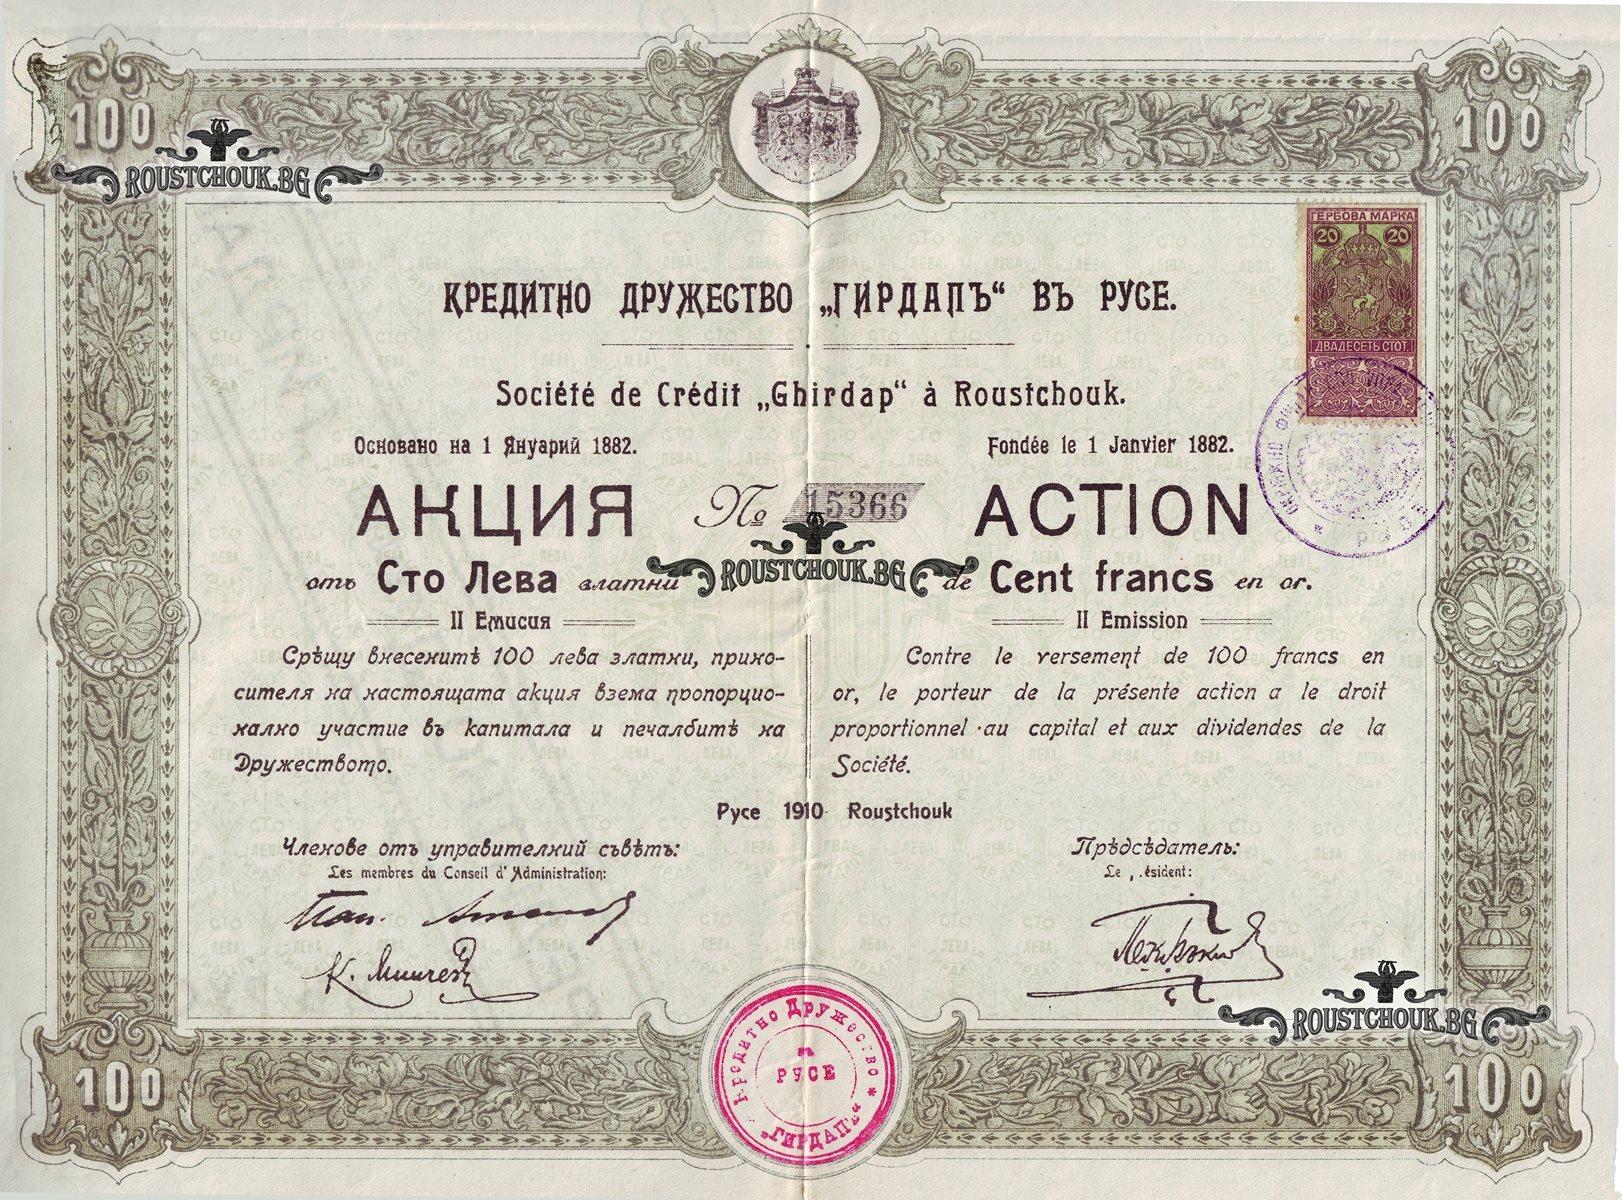 100
100
ROUSTCHOUK.BG
ГЕРБОВА МАРКА
20 20
ДВАДЕСЕТЬ СТОТ.
КРЕДИТНО ДРУЖЕСТВО „ГИРДАПЪ“ ВЪ РУСЕ.
Société de Crédit „Ghirdap“ à Roustchouk.
Основано на 1 Януарий 1882.
Fondée le 1 Janvier 1882.
АКЦИЯ № 15366 ACTION
ROUSTCHOUK.BG
отъ Сто Лева златни
de Cent francs en or.
II Емисия
II Emission
Срѣщу внесенитѣ 100 лева златни, прино-
сителя на настоящата акция взема пропорцио-
нално участие въ капитала и печалбитѣ на
Дружеството.
Contre le versement de 100 francs en
or, le porteur de la présente action a le droit
proportionnel au capital et aux dividendes de la
Société.
Русе 1910 Roustchouk
Членове отъ управителний съвѣтъ:
Les membres du Conseil d'Administration:
Прѣдсѣдатель:
Le ésident:
К. Минчевъ
ROUSTCHOUK.BG
Кредитно Дружество
въ
РУСЕ
„ГИРДАПЪ“
100
100